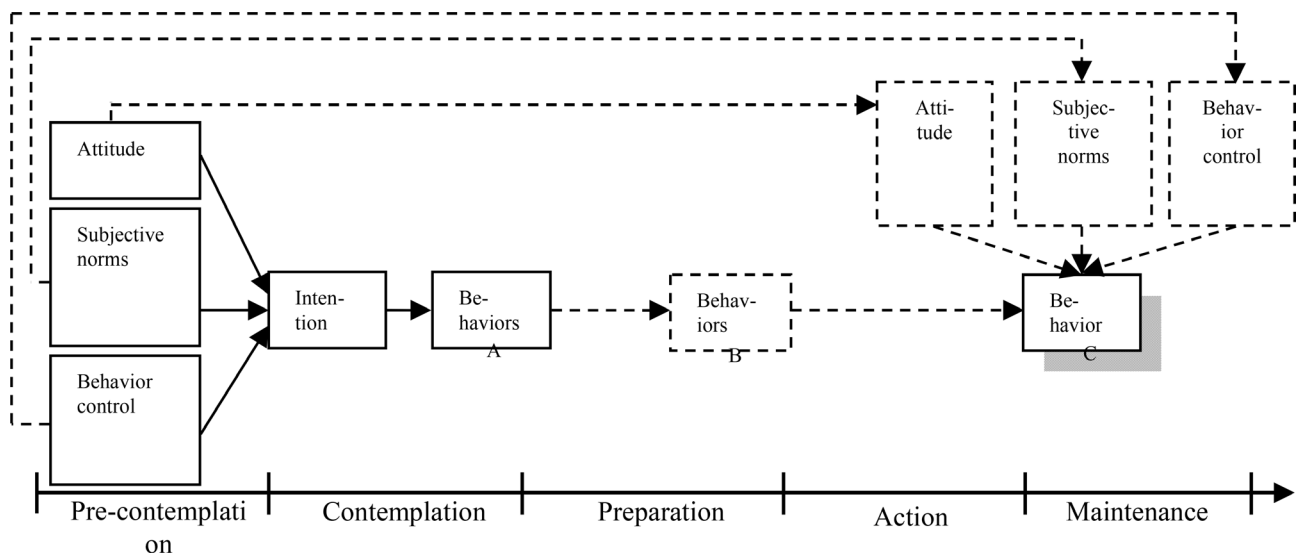 Atti-
tude
Subjec-
tive
norms
Behav-
ior
control
Attitude
Subjective
norms
Behavior
control
Inten-
tion
Be-
haviors
A
Behav-
iors
B
Be-
havior
C
Pre-contemplati
on
Contemplation
Preparation
Action
Maintenance